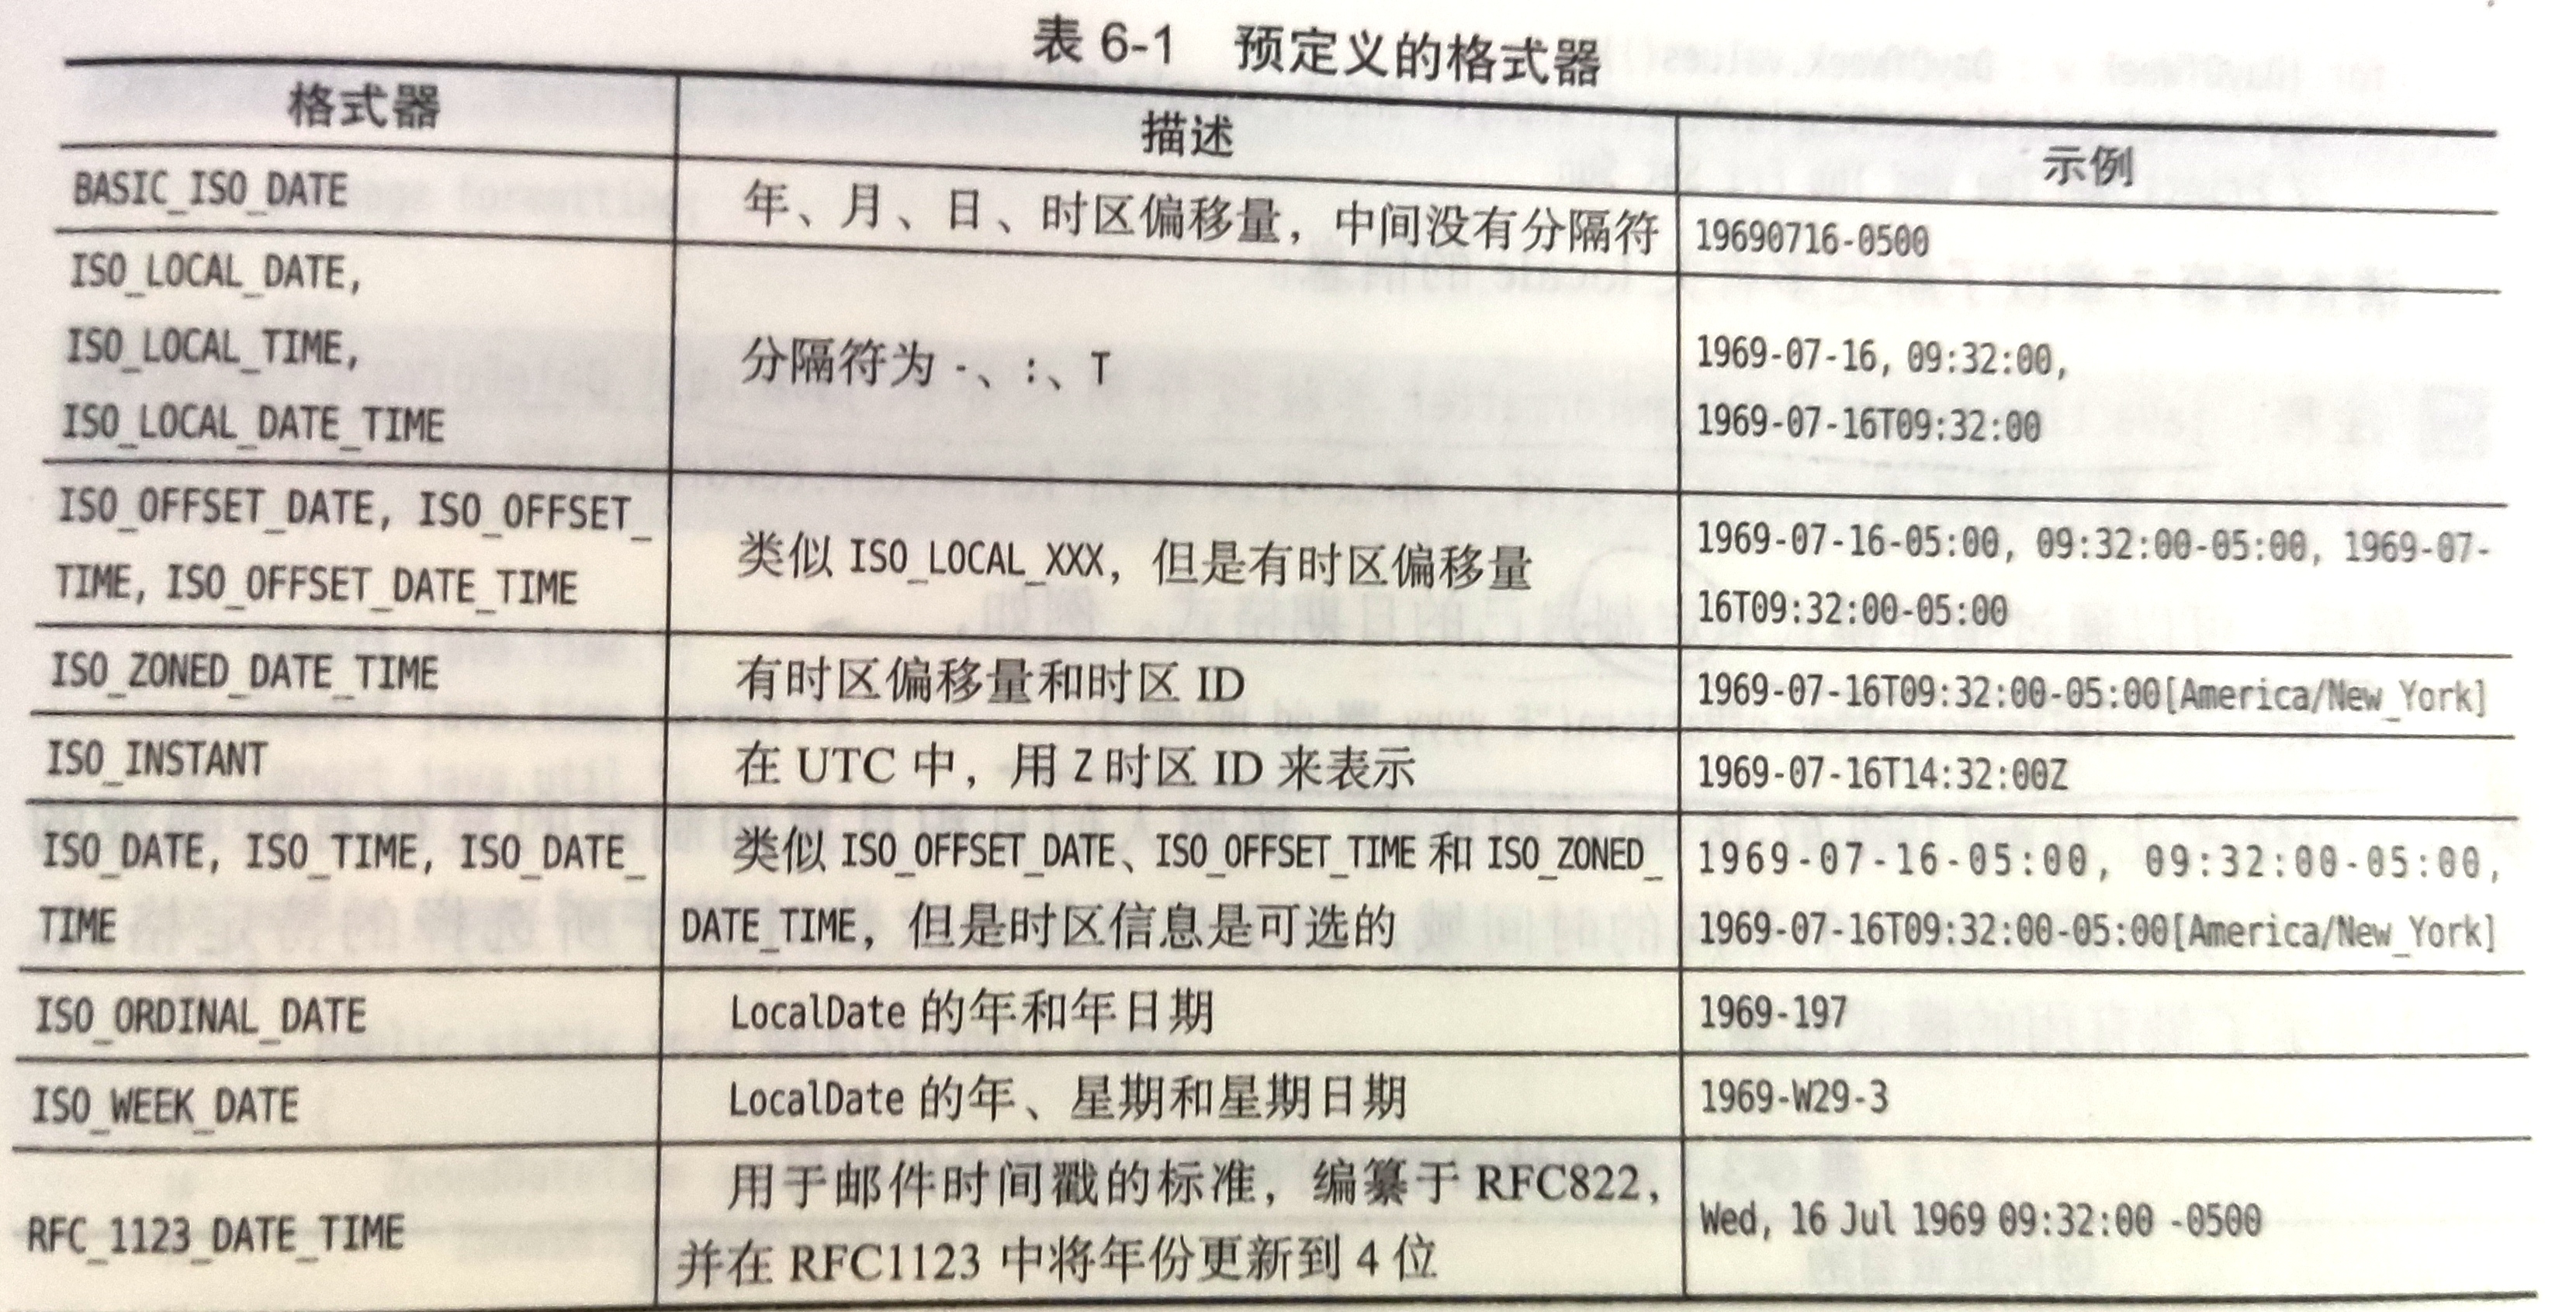 表 6-1 预定义的格式器
格式器 描述 示例
BASIC_ISO_DATE 年、月、日、时区偏移量，中间没有分隔符 19690716-0500
ISO_LOCAL_DATE,
ISO_LOCAL_TIME,
ISO_LOCAL_DATE_TIME
分隔符为 -、:、T
1969-07-16, 09:32:00,
1969-07-16T09:32:00
ISO_OFFSET_DATE, ISO_OFFSET_
TIME, ISO_OFFSET_DATE_TIME
类似 ISO_LOCAL_XXX，但是有时区偏移量
1969-07-16-05:00, 09:32:00-05:00, 1969-07-
16T09:32:00-05:00
ISO_ZONED_DATE_TIME 有时区偏移量和时区 ID 1969-07-16T09:32:00-05:00[America/New_York]
ISO_INSTANT 在 UTC 中，用 Z 时区 ID 来表示 1969-07-16T14:32:00Z
ISO_DATE, ISO_TIME, ISO_DATE_
TIME
类似 ISO_OFFSET_DATE、ISO_OFFSET_TIME 和 ISO_ZONED_
DATE_TIME，但是时区信息是可选的
1969-07-16-05:00, 09:32:00-05:00,
1969-07-16T09:32:00-05:00[America/New_York]
ISO_ORDINAL_DATE LocalDate 的年和年日期 1969-197
ISO_WEEK_DATE LocalDate 的年、星期和星期日期 1969-W29-3
RFC_1123_DATE_TIME
用于邮件时间戳的标准，编纂于 RFC822，
并在 RFC1123 中将年份更新到 4 位
Wed, 16 Jul 1969 09:32:00 -0500